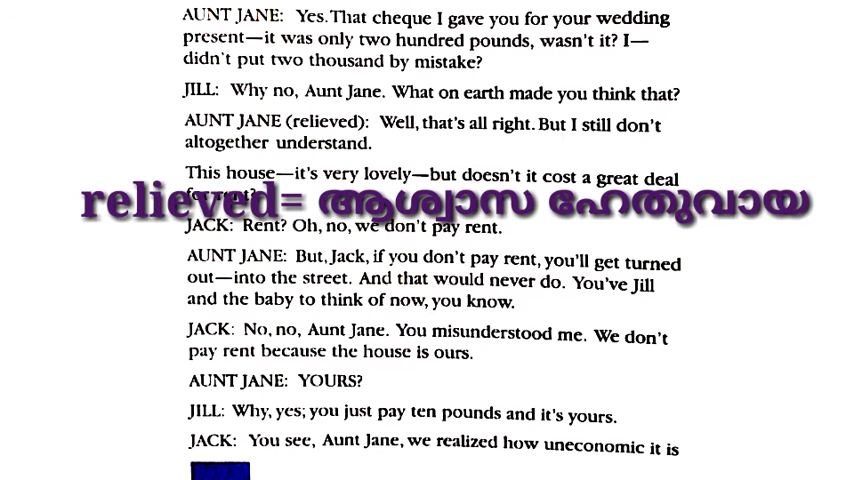 AUNT JANE: Yes. That cheque I gave you for your wedding
present—it was only two hundred pounds, wasn't it? I—
didn't put two thousand by mistake?
JILL: Why no, Aunt Jane. What on earth made you think that?
AUNT JANE (relieved): Well, that's all right. But I still don't
altogether understand.
This house—it's very lovely—but doesn't it cost a great deal
for rent?
relieved= ആശ്വാസ ഹേതുവായ
JACK: Rent? Oh, no, we don't pay rent.
AUNT JANE: But, Jack, if you don't pay rent, you'll get turned
out—into the street. And that would never do. You've Jill
and the baby to think of now, you know.
JACK: No, no, Aunt Jane. You misunderstood me. We don't
pay rent because the house is ours.
AUNT JANE: YOURS?
JILL: Why, yes; you just pay ten pounds and it's yours.
JACK: You see, Aunt Jane, we realized how uneconomic it is